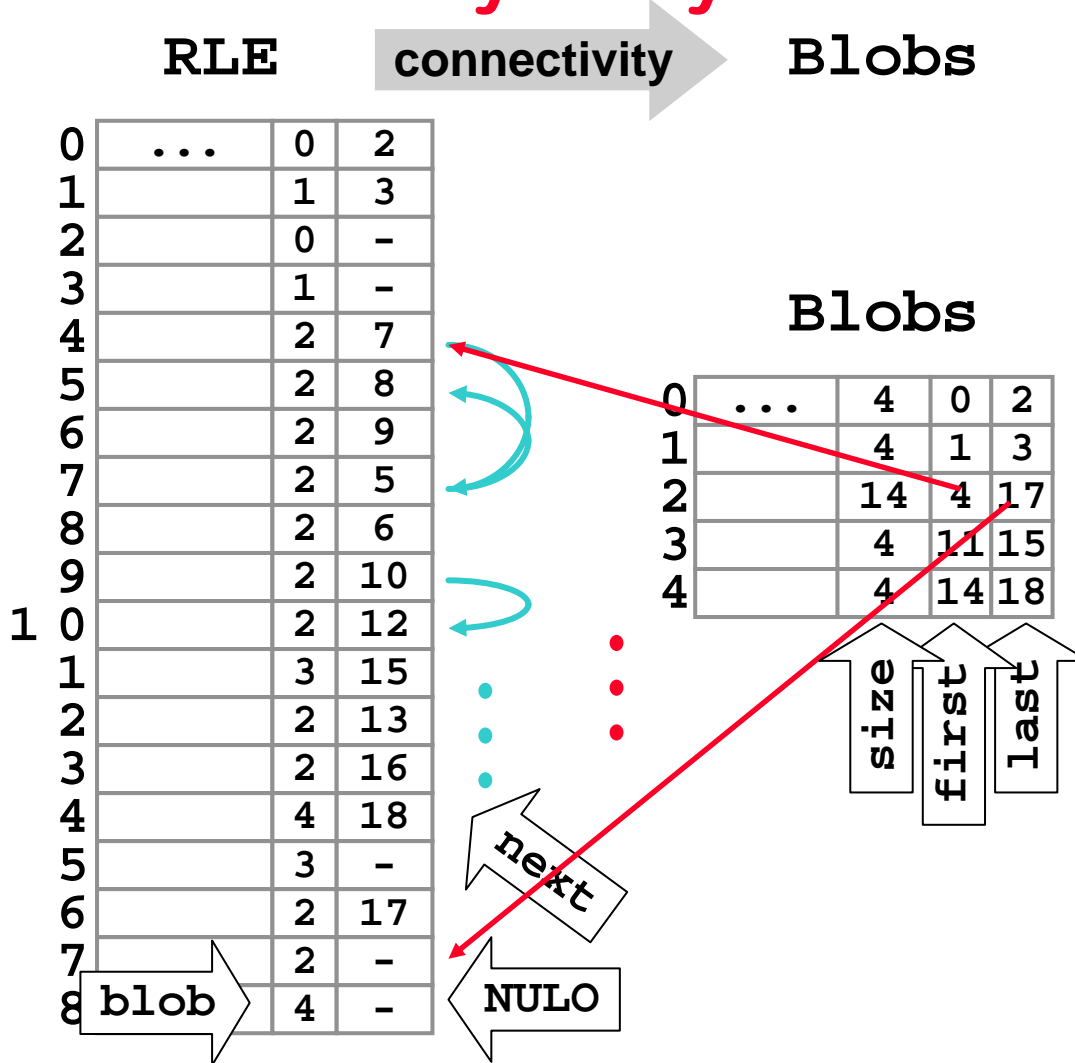 RLE connectivity Blobs
0 ... 0 2
1 1 3
2 0 -
3 1 -
4 2 7
5 2 8
6 2 9
7 2 5
8 2 6
9 2 10
1 0 2 12
1 3 15
2 2 13
3 2 16
4 4 18
5 3 -
6 2 17
7 2 -
8 4 -
blob
next
NULO
Blobs
0 ... 4 0 2
1 4 1 3
2 14 4 17
3 4 11 15
4 4 14 18
size
first
last